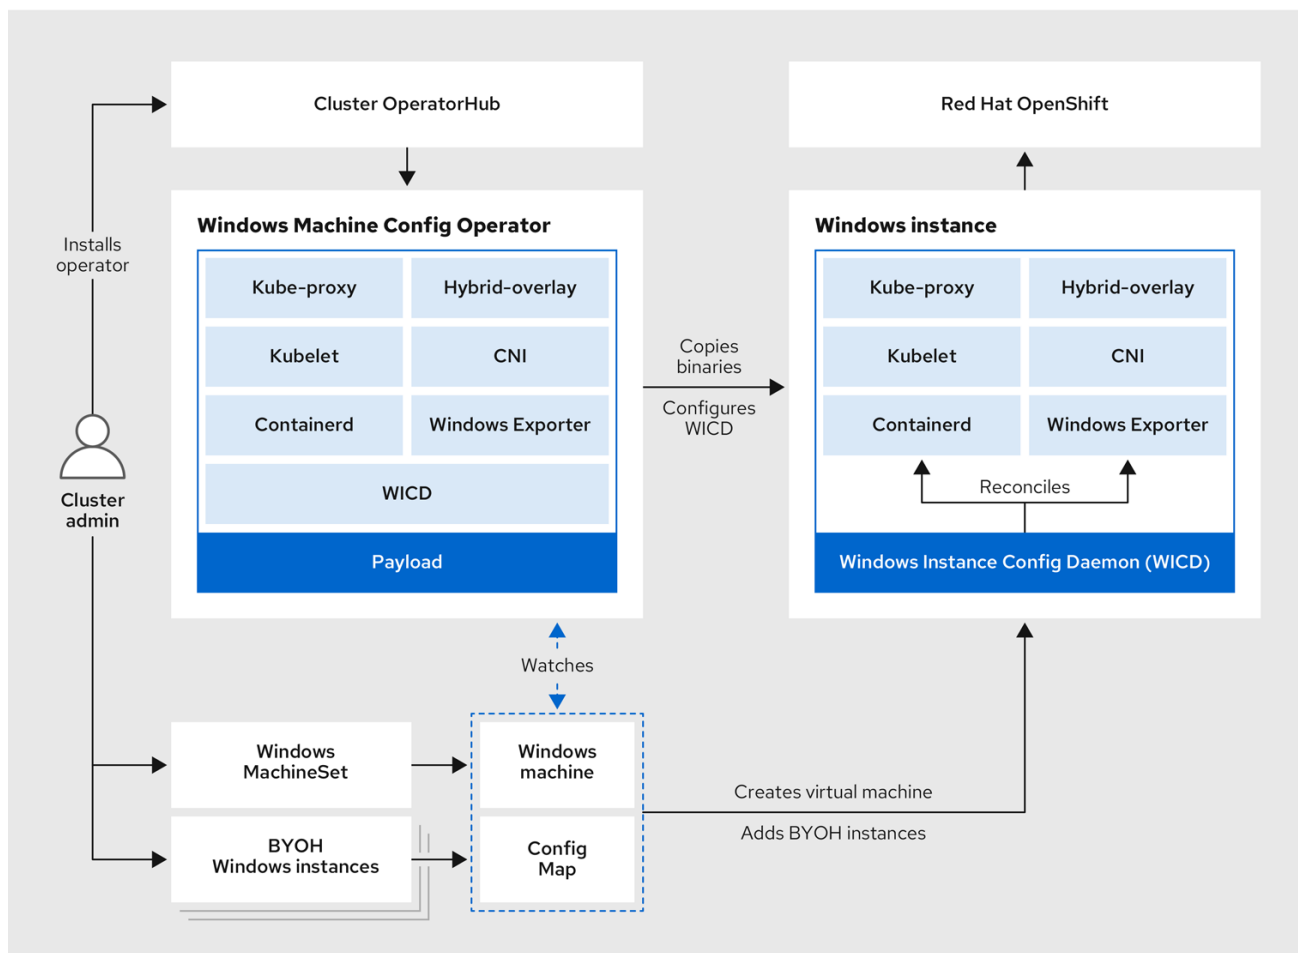 Cluster OperatorHub
Red Hat OpenShift
Installs
operator
Windows Machine Config Operator
Kube-proxy
Hybrid-overlay
Kubelet
CNI
Containerd
Windows Exporter
WICD
Payload
Copies
binaries
Configures
WICD
Windows instance
Kube-proxy
Hybrid-overlay
Kubelet
CNI
Containerd
Windows Exporter
Reconciles
Windows Instance Config Daemon (WICD)
Cluster
admin
Watches
Windows
MachineSet
Windows
machine
BYOH
Windows instances
Config
Map
Creates virtual machine
Adds BYOH instances